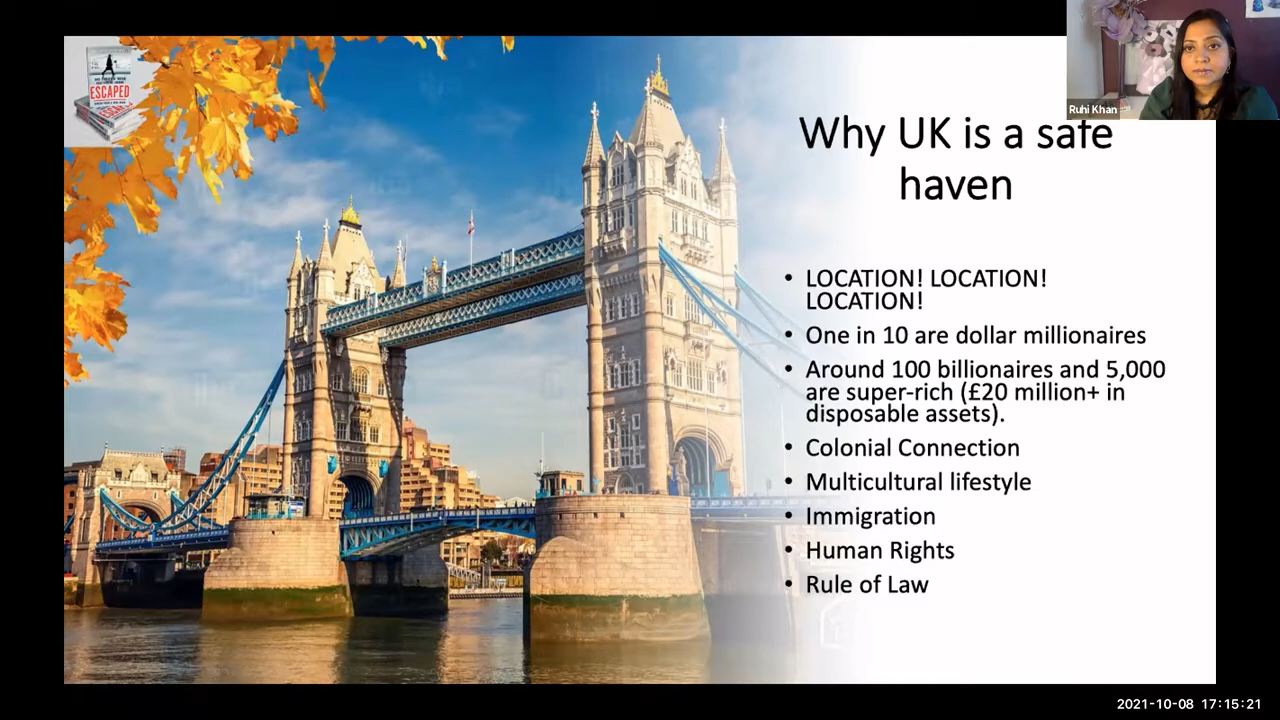 ESCAPED
Ruhi Khan
Why UK is a safe
haven
• LOCATION! LOCATION!
LOCATION!
• One in 10 are dollar millionaires
• Around 100 billionaires and 5,000
are super-rich (£20 million+ in
disposable assets).
• Colonial Connection
• Multicultural lifestyle
• Immigration
• Human Rights
• Rule of Law
2021-10-08 17:15:21